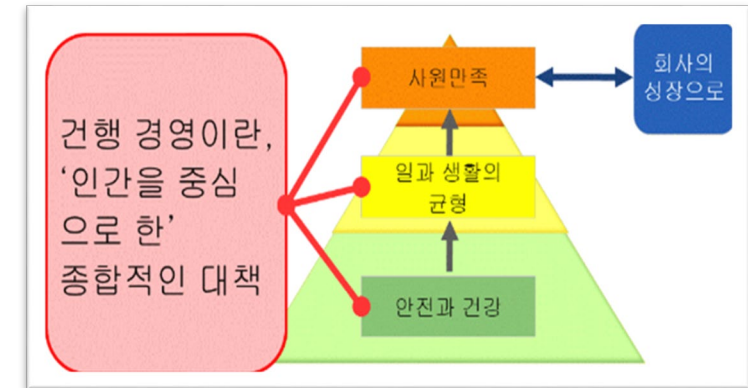 건행 경영이란,
‘인간을 중심
으로 한’
종합적인 대책
사원만족
회사의
성장으로
일과 생활의
균형
안진과 건강